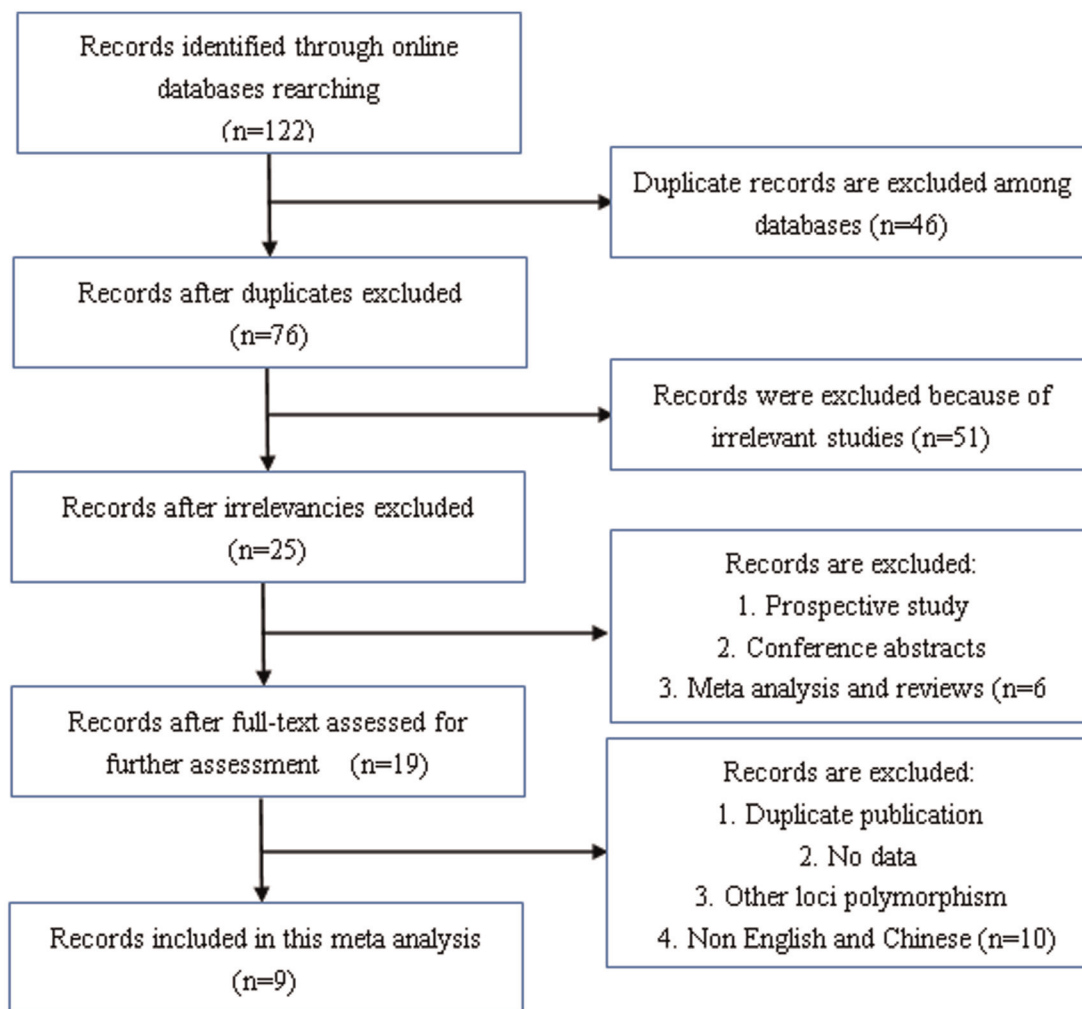 Records identified through online
databases rearching
(n=122)
Duplicate records are excluded among
databases (n=46)
Records after duplicates excluded
(n=76)
Records were excluded because of
irrelevant studies (n=51)
Records after irrelevancies excluded
(n=25)
Records are excluded:
1. Prospective study
2. Conference abstracts
3. Meta analysis and reviews (n=6
Records after full-text assessed for
further assessment (n=19)
Records are excluded:
1. Duplicate publication
2. No data
3. Other loci polymorphism
4. Non English and Chinese (n=10)
Records included in this meta analysis
(n=9)